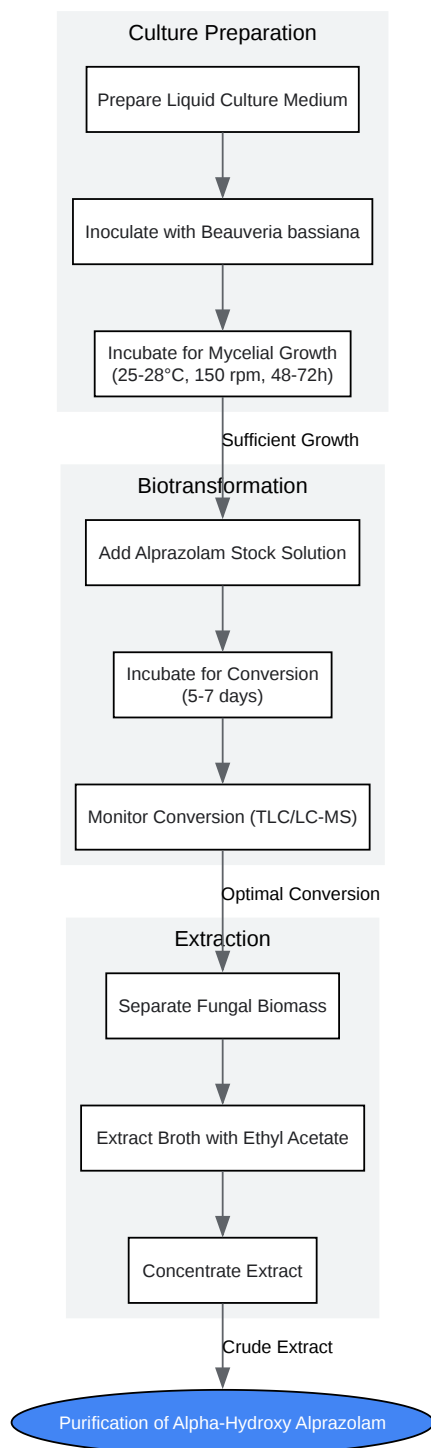 Culture Preparation
Prepare Liquid Culture Medium
Inoculate with Beauveria bassiana
Incubate for Mycelial Growth
(25-28°C, 150 rpm, 48-72h)
Sufficient Growth
Biotransformation
Add Alprazolam Stock Solution
Incubate for Conversion
(5-7 days)
Monitor Conversion (TLC/LC-MS)
Optimal Conversion
Extraction
Separate Fungal Biomass
Extract Broth with Ethyl Acetate
Concentrate Extract
Crude Extract
Purification of Alpha-Hydroxy Alprazolam